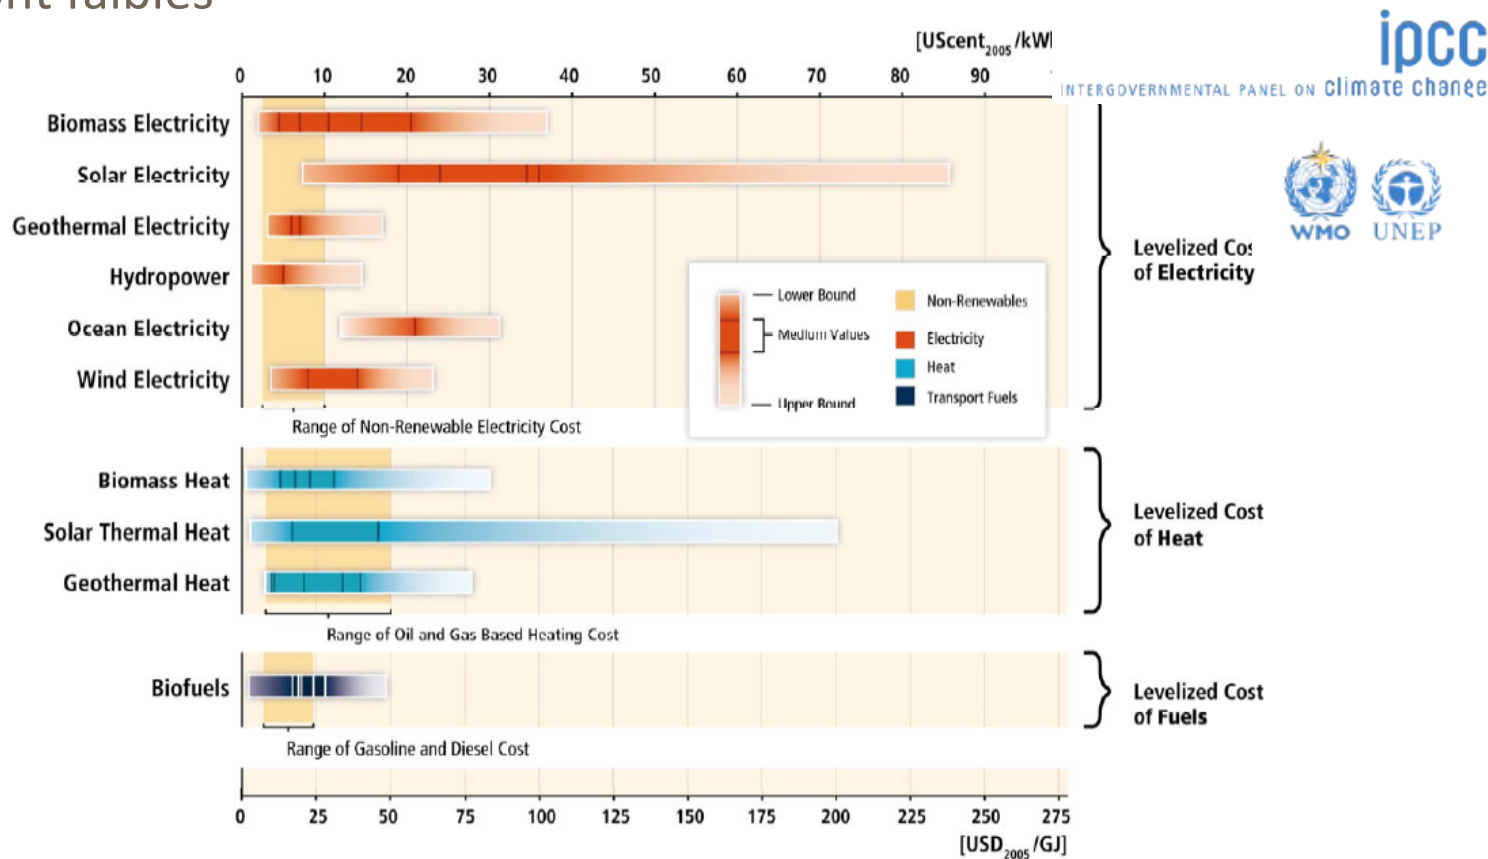 [UScent2005/kW
0 10 20 30 40 50 60 70 80 90
ipcc
INTERGOVERNMENTAL PANEL ON climate change
WMO
UNEP
Biomass Electricity
Solar Electricity
Geothermal Electricity
Hydropower
Ocean Electricity
Wind Electricity
Levelized Cos
of Electricity
Lower Bound
Medium Values
Upper Bound
Non-Renewables
Electricity
Heat
Transport Fuels
Range of Non-Renewable Electricity Cost
Biomass Heat
Solar Thermal Heat
Geothermal Heat
Levelized Cost
of Heat
Range of Oil and Gas Based Heating Cost
Biofuels
Levelized Cost
of Fuels
Range of Gasoline and Diesel Cost
0 25 50 75 100 125 150 175 200 225 250 275
[USD2005/GJ]